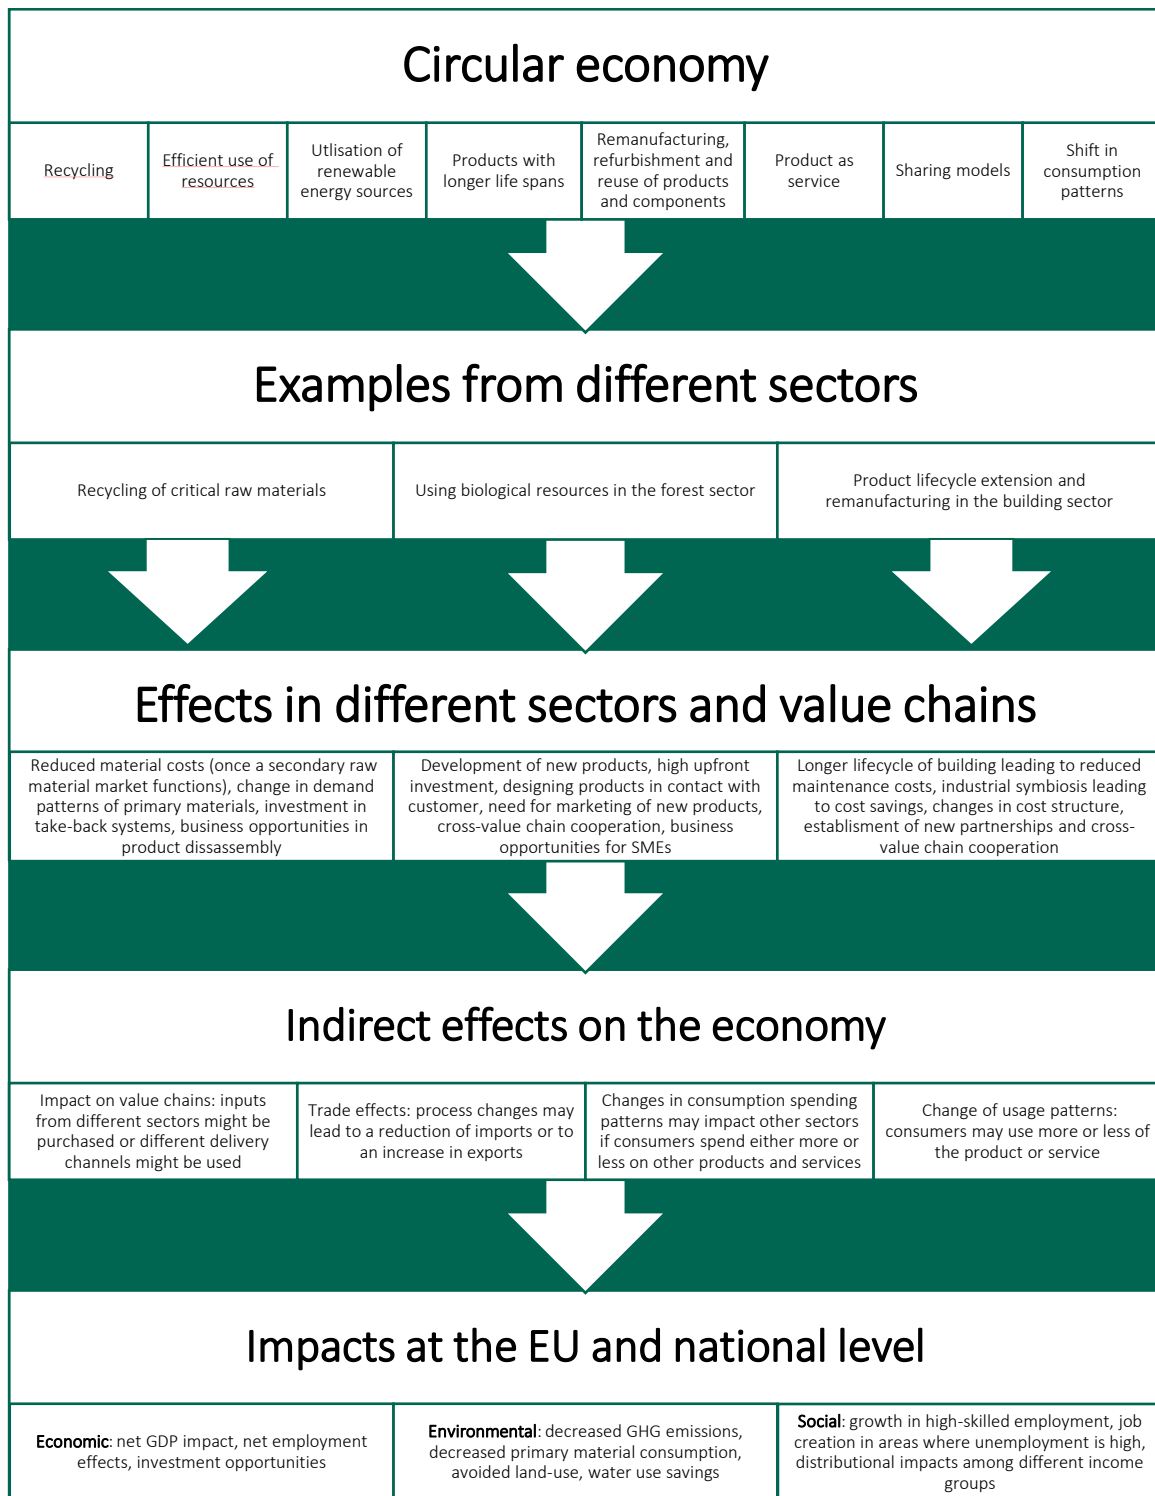 Circular economy
Recycling
Efficient use of
resources
Utlisation of
renewable
energy sources
Products with
longer life spans
Remanufacturing,
refurbishment and
reuse of products
and components
Product as
service
Sharing models
Shift in
consumption
patterns
Examples from different sectors
Recycling of critical raw materials
Using biological resources in the forest sector
Product lifecycle extension and
remanufacturing in the building sector
Effects in different sectors and value chains
Reduced material costs (once a secondary raw
material market functions), change in demand
patterns of primary materials, investment in
take-back systems, business opportunities in
product dissassembly
Development of new products, high upfront
investment, designing products in contact with
customer, need for marketing of new products,
cross-value chain cooperation, business
opportunities for SMEs
Longer lifecycle of building leading to reduced
maintenance costs, industrial symbiosis leading
to cost savings, changes in cost structure,
establisment of new partnerships and cross-
value chain cooperation
Indirect effects on the economy
Impact on value chains: inputs
from different sectors might be
purchased or different delivery
channels might be used
Trade effects: process changes may
lead to a reduction of imports or to
an increase in exports
Changes in consumption spending
patterns may impact other sectors
if consumers spend either more or
less on other products and services
Change of usage patterns:
consumers may use more or less of
the product or service
Impacts at the EU and national level
Economic: net GDP impact, net employment
effects, investment opportunities
Environmental: decreased GHG emissions,
decreased primary material consumption,
avoided land-use, water use savings
Social: growth in high-skilled employment, job
creation in areas where unemployment is high,
distributional impacts among different income
groups